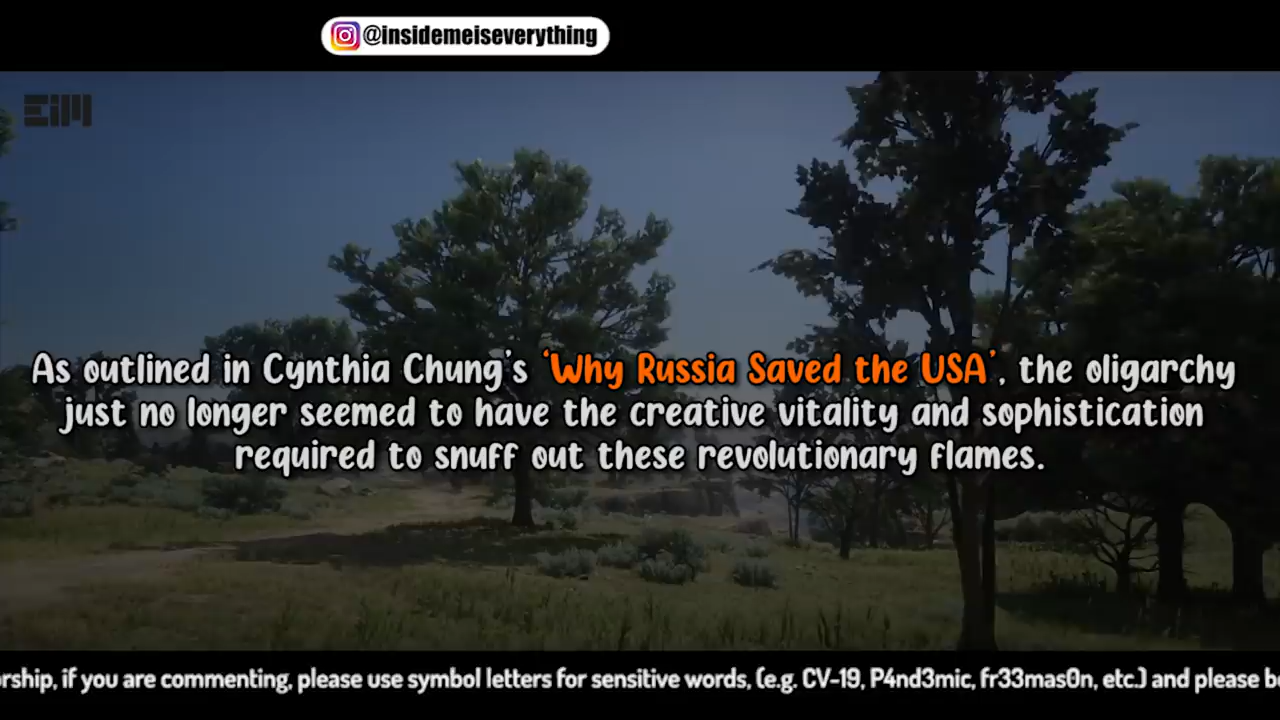 @insidemeiseverything
EiM
As outlined in Cynthia Chung's 'Why Russia Saved the USA', the oligarchy
just no longer seemed to have the creative vitality and sophistication
required to snuff out these revolutionary flames.
orship, if you are commenting, please use symbol letters for sensitive words, (e.g. CV-19, P4nd3mic, fr33mas0n, etc.) and please be